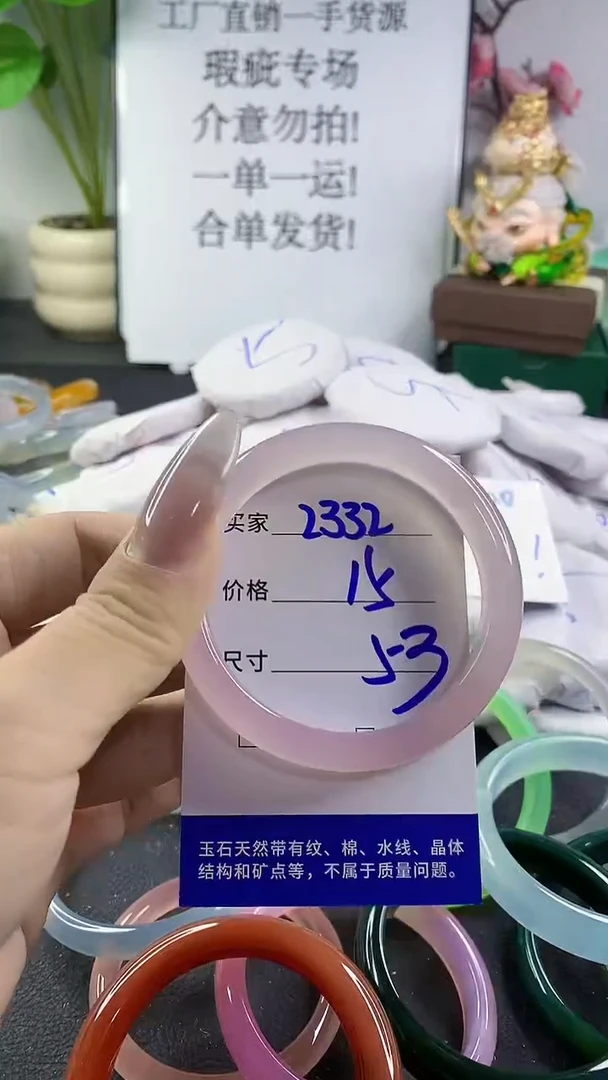 工厂直销一手货源
瑕疵专场
介意勿拍!
一单一运!
合单发货!
买家 2332
价格 15
尺寸 53
玉石天然带有纹、棉、水线、晶体
结构和矿点等，不属于质量问题。